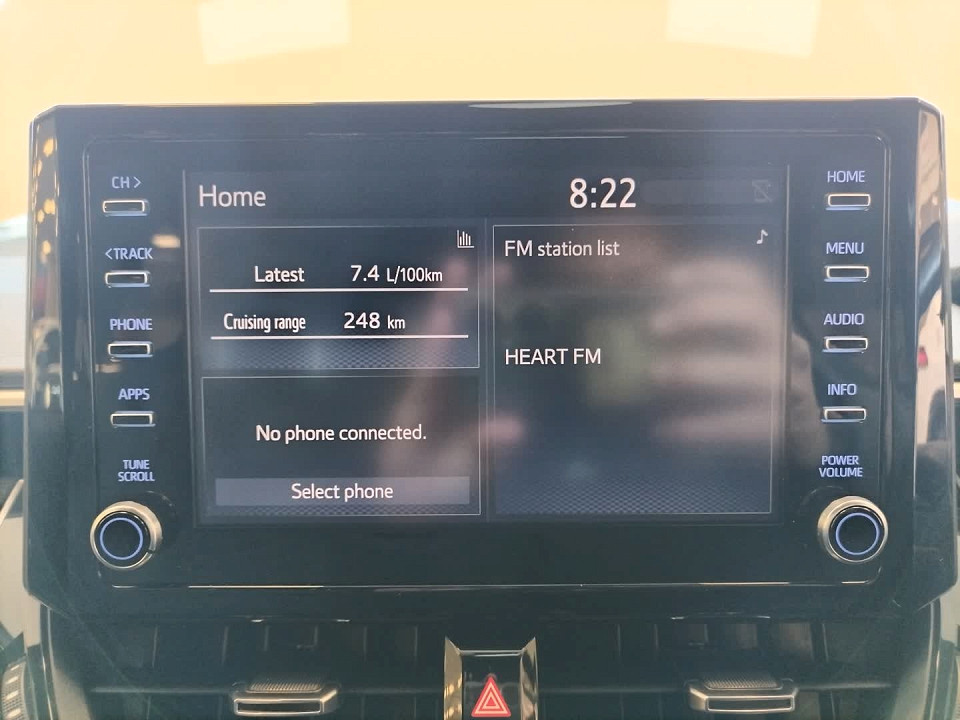 CH >
<TRACK
PHONE
APPS
TUNE
SCROLL
Home
8:22
Latest 7.4 L/100km
Cruising range 248 km
No phone connected.
Select phone
FM station list
HEART FM
HOME
MENU
AUDIO
INFO
POWER
VOLUME